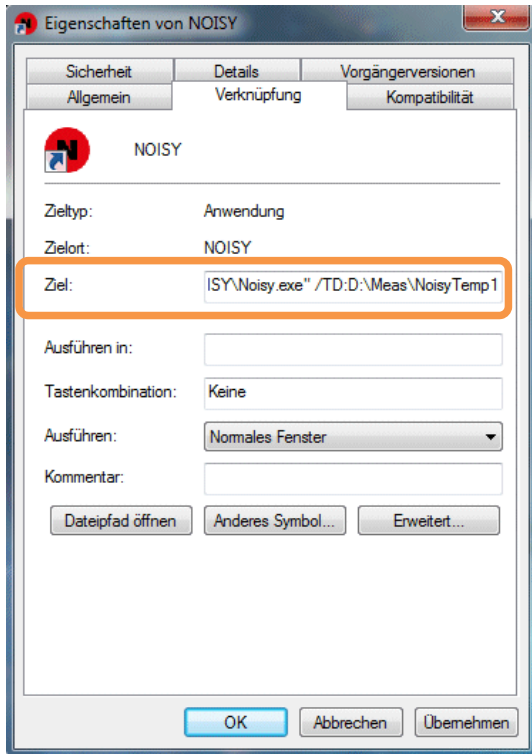 Eigenschaften von NOISY
Sicherheit Details Vorgängerversionen
Allgemein Verknüpfung Kompatibilität
NOISY
Zieltyp: Anwendung
Zielort: NOISY
Ziel: ISY\Noisy.exe" /TD:D:\Meas\NoisyTemp1
Ausführen in:
Tastenkombination: Keine
Ausführen: Normales Fenster
Kommentar:
Dateipfad öffnen Anderes Symbol... Erweitert...
OK Abbrechen Übernehmen